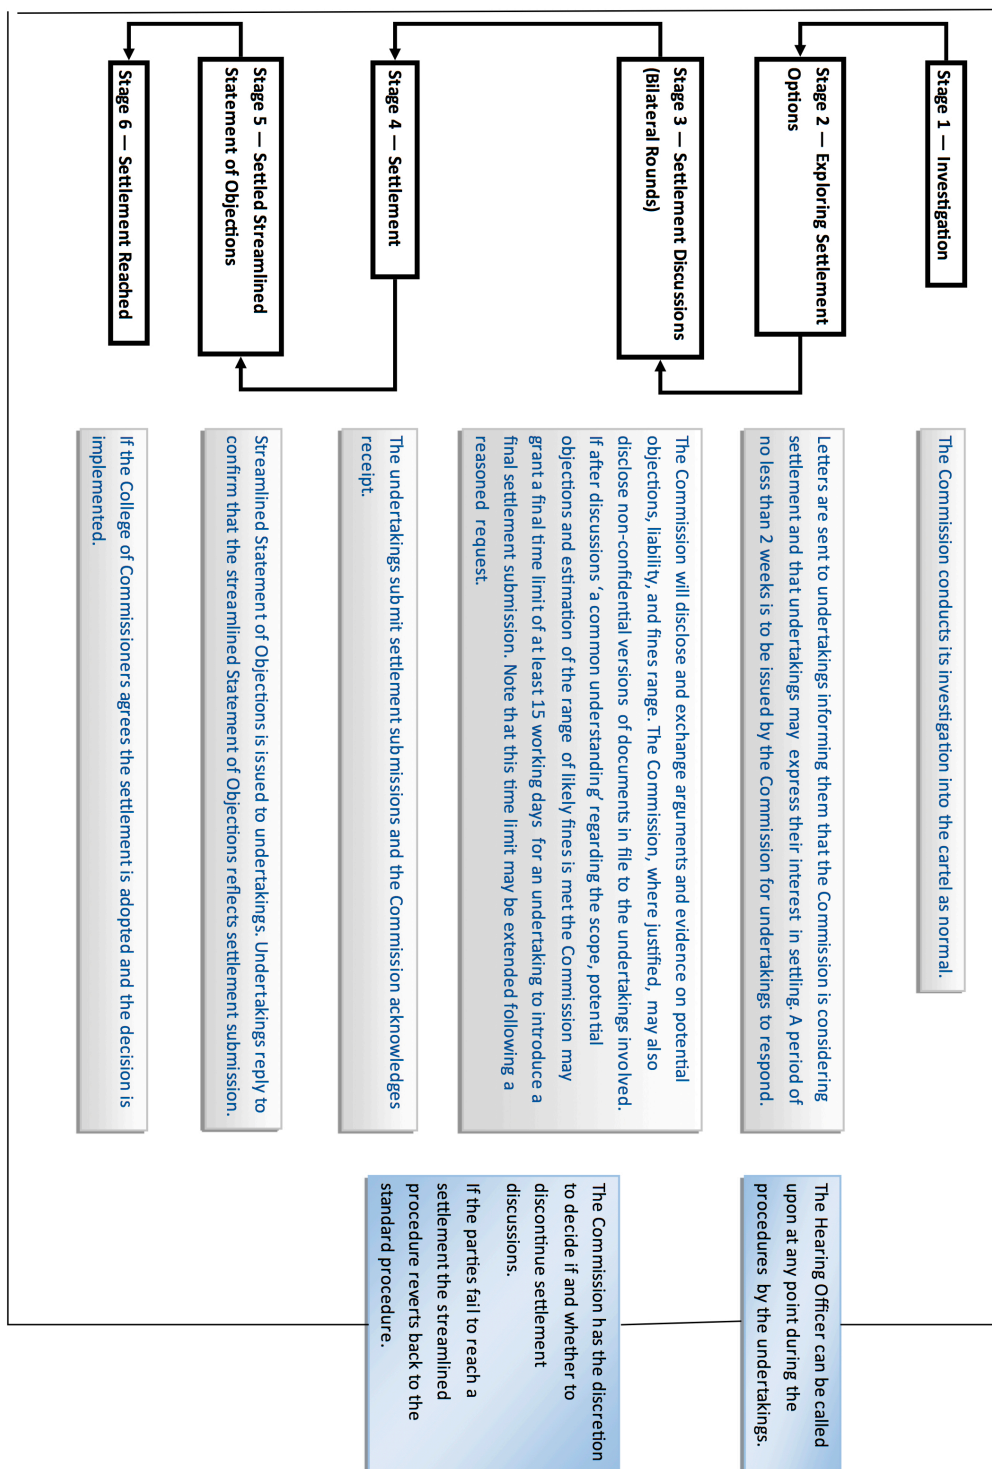 Stage 1 — Investigation
The Commission conducts its investigation into the cartel as normal.
Stage 2 — Exploring Settlement
Options
Letters are sent to undertakings informing them that the Commission is considering
settlement and that undertakings may express their interest in settling. A period of
no less than 2 weeks is to be issued by the Commission for undertakings to respond.
The Hearing Officer can be called
upon at any point during the
procedures by the undertakings.
Stage 3 — Settlement Discussions
(Bilateral Rounds)
The Commission will disclose and exchange arguments and evidence on potential
objections, liability, and fines range. The Commission, where justified, may also
disclose non-confidential versions of documents in file to the undertakings involved.
If after discussions ‘a common understanding’ regarding the scope, potential
objections and estimation of the range of likely fines is met the Commission may
grant a final time limit of at least 15 working days for an undertaking to introduce a
final settlement submission. Note that this time limit may be extended following a
reasoned request.
The Commission has the discretion
to decide if and whether to
discontinue settlement
discussions.
If the parties fail to reach a
settlement the streamlined
procedure reverts back to the
standard procedure.
Stage 4 — Settlement
The undertakings submit settlement submissions and the Commission acknowledges
receipt.
Stage 5 — Settled Streamlined
Statement of Objections
Streamlined Statement of Objections is issued to undertakings. Undertakings reply to
confirm that the streamlined Statement of Objections reflects settlement submission.
Stage 6 — Settlement Reached
If the College of Commissioners agrees the settlement is adopted and the decision is
implemented.